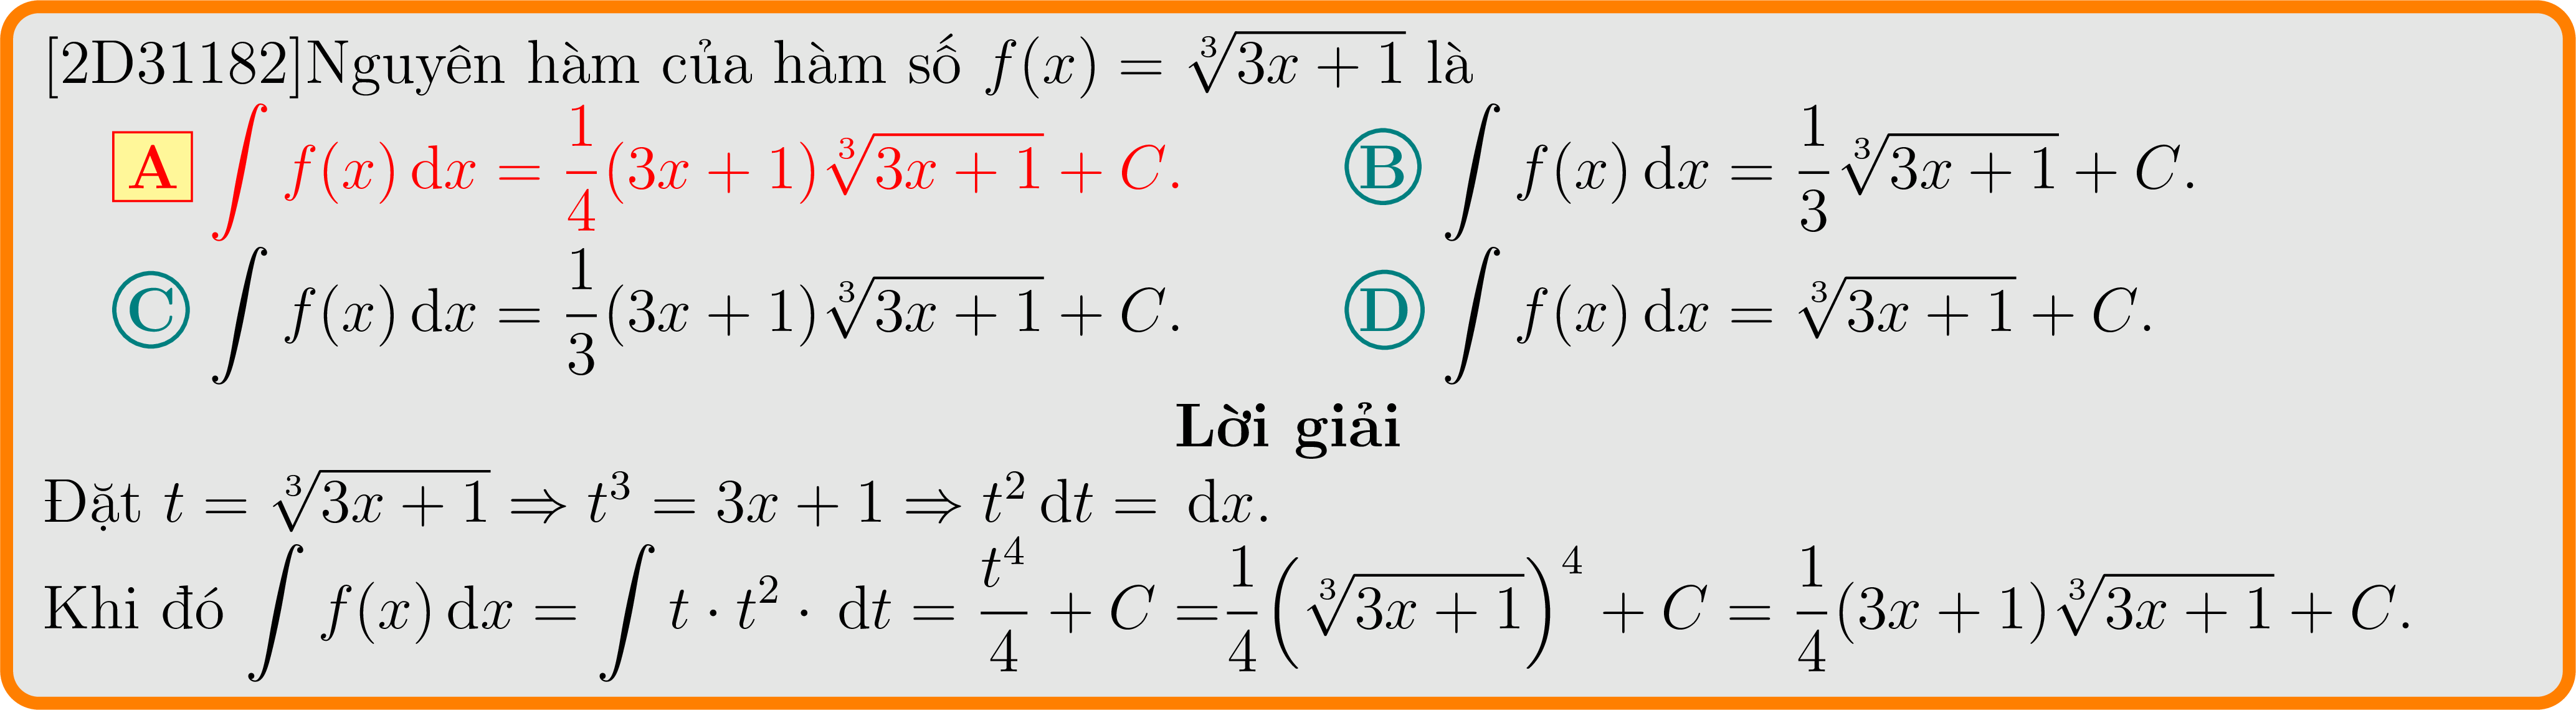 [2D31182]Nguyên hàm của hàm số $f(x) = \sqrt[3]{3x+1}$ là
A $\int f(x)\,\mathrm{d}x = \frac{1}{4}(3x+1)\sqrt[3]{3x+1} + C.$ B $\int f(x)\,\mathrm{d}x = \frac{1}{3}\sqrt[3]{3x+1} + C.$
C $\int f(x)\,\mathrm{d}x = \frac{1}{3}(3x+1)\sqrt[3]{3x+1} + C.$ D $\int f(x)\,\mathrm{d}x = \sqrt[3]{3x+1} + C.$
Lời giải
Đặt $t = \sqrt[3]{3x+1} \Rightarrow t^3 = 3x+1 \Rightarrow t^2\,\mathrm{d}t = \mathrm{d}x.$
Khi đó $\int f(x)\,\mathrm{d}x = \int t \cdot t^2 \cdot \mathrm{d}t = \frac{t^4}{4} + C = \frac{1}{4}\left(\sqrt[3]{3x+1}\right)^4 + C = \frac{1}{4}(3x+1)\sqrt[3]{3x+1} + C.$